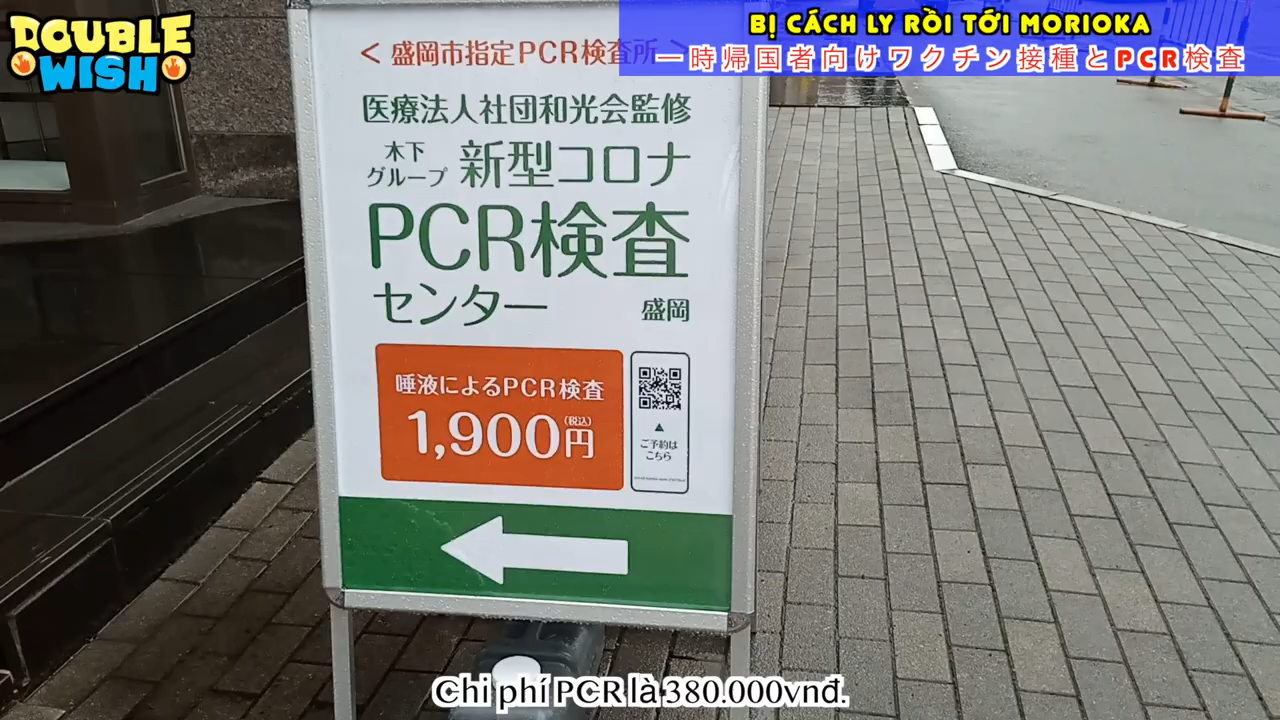 DOUBLE
WISH
BỊ CÁCH LY RỒI TỚI MORIOKA
一時帰国者向けワクチン接種とPCR検査
< 盛岡市指定PCR検査所 >
医療法人社団和光会監修
木下
グループ 新型コロナ
PCR検査
センター 盛岡
唾液によるPCR検査
1,900円(税込)
▲
ご予約は
こちら
Chi phí PCR là 380.000vnđ.